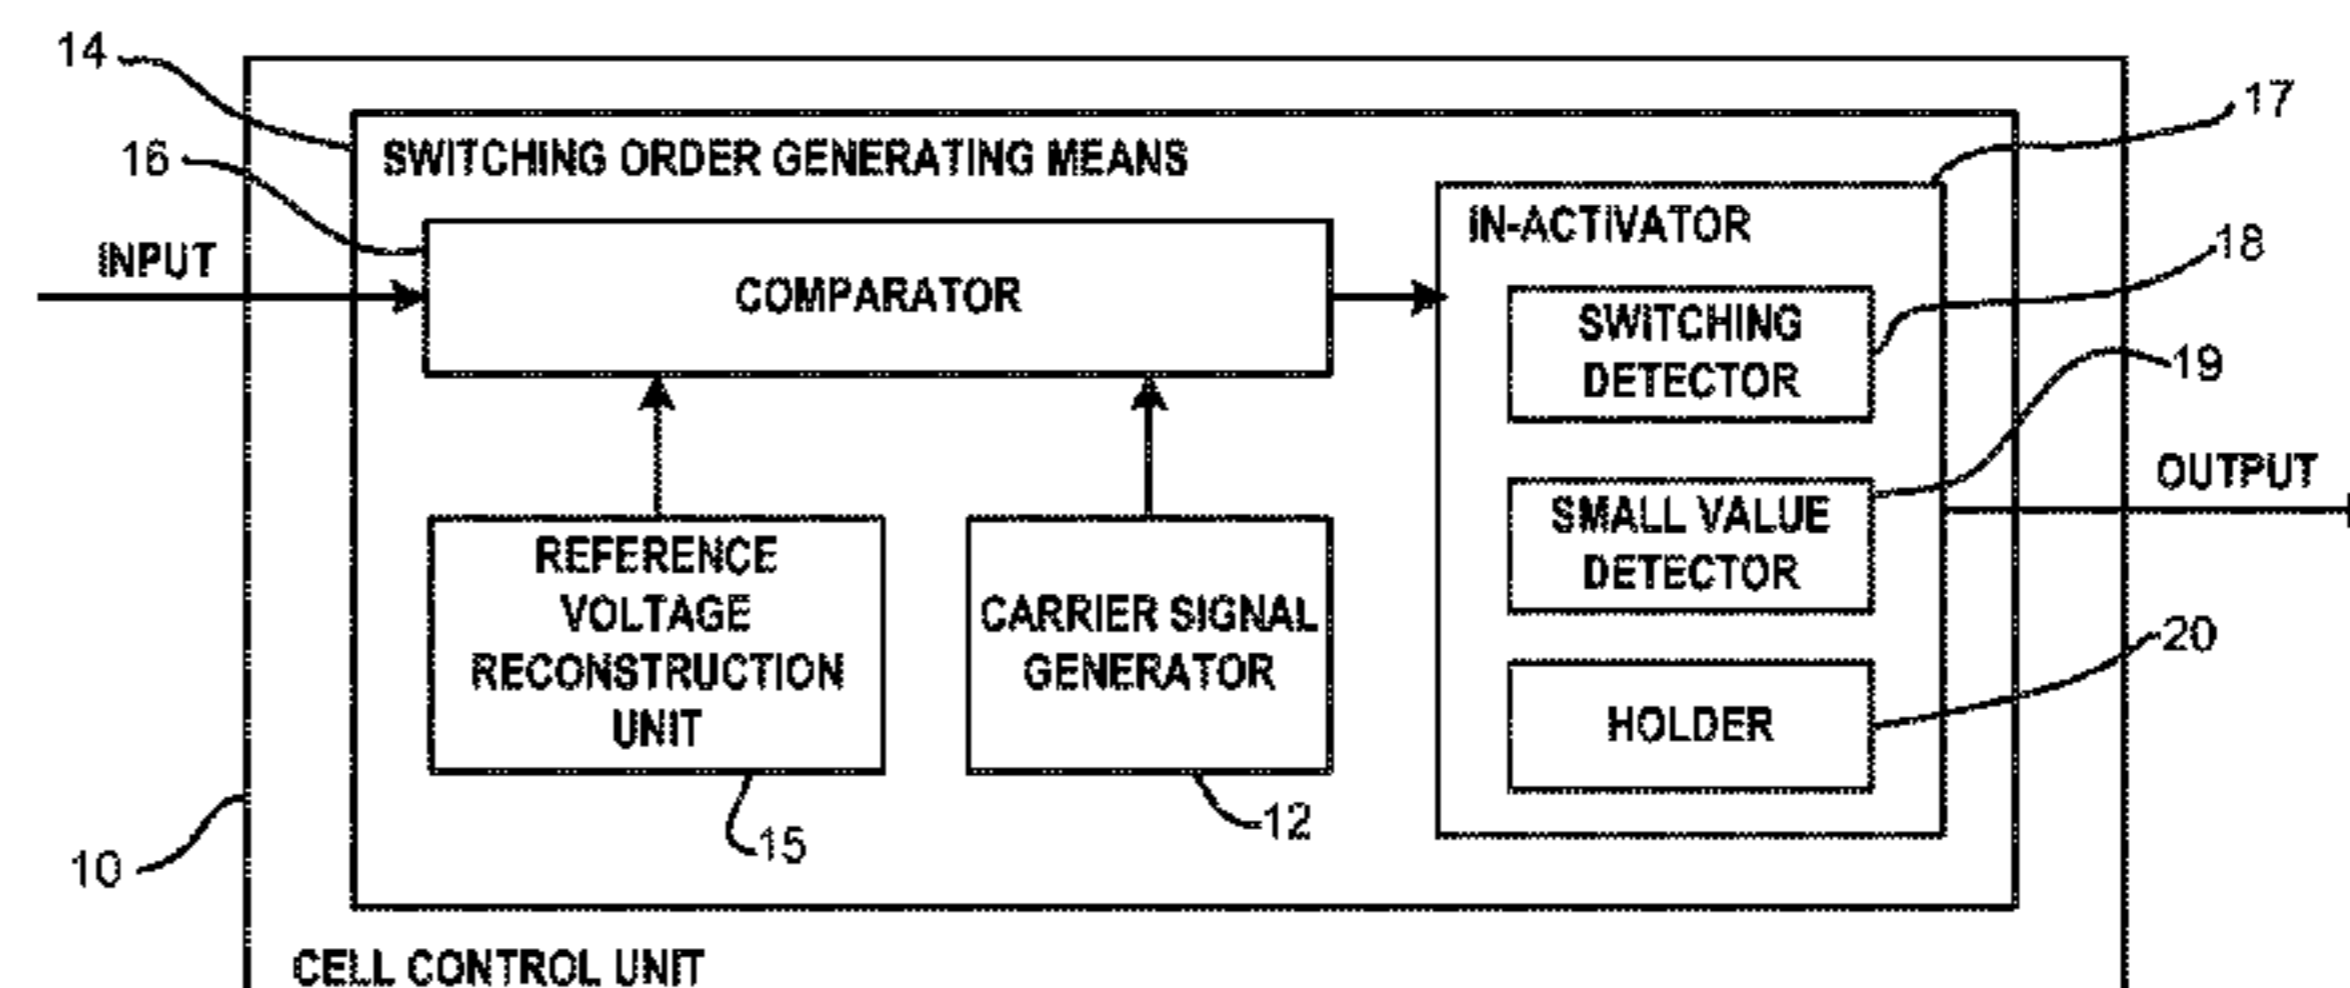 14
17
16
SWITCHING ORDER GENERATING MEANS
IN-ACTIVATOR
INPUT
COMPARATOR
18
SWITCHING
DETECTOR
19
OUTPUT
SMALL VALUE
DETECTOR
REFERENCE
VOLTAGE
RECONSTRUCTION
UNIT
CARRIER SIGNAL
GENERATOR
20
HOLDER
15
12
10
CELL CONTROL UNIT